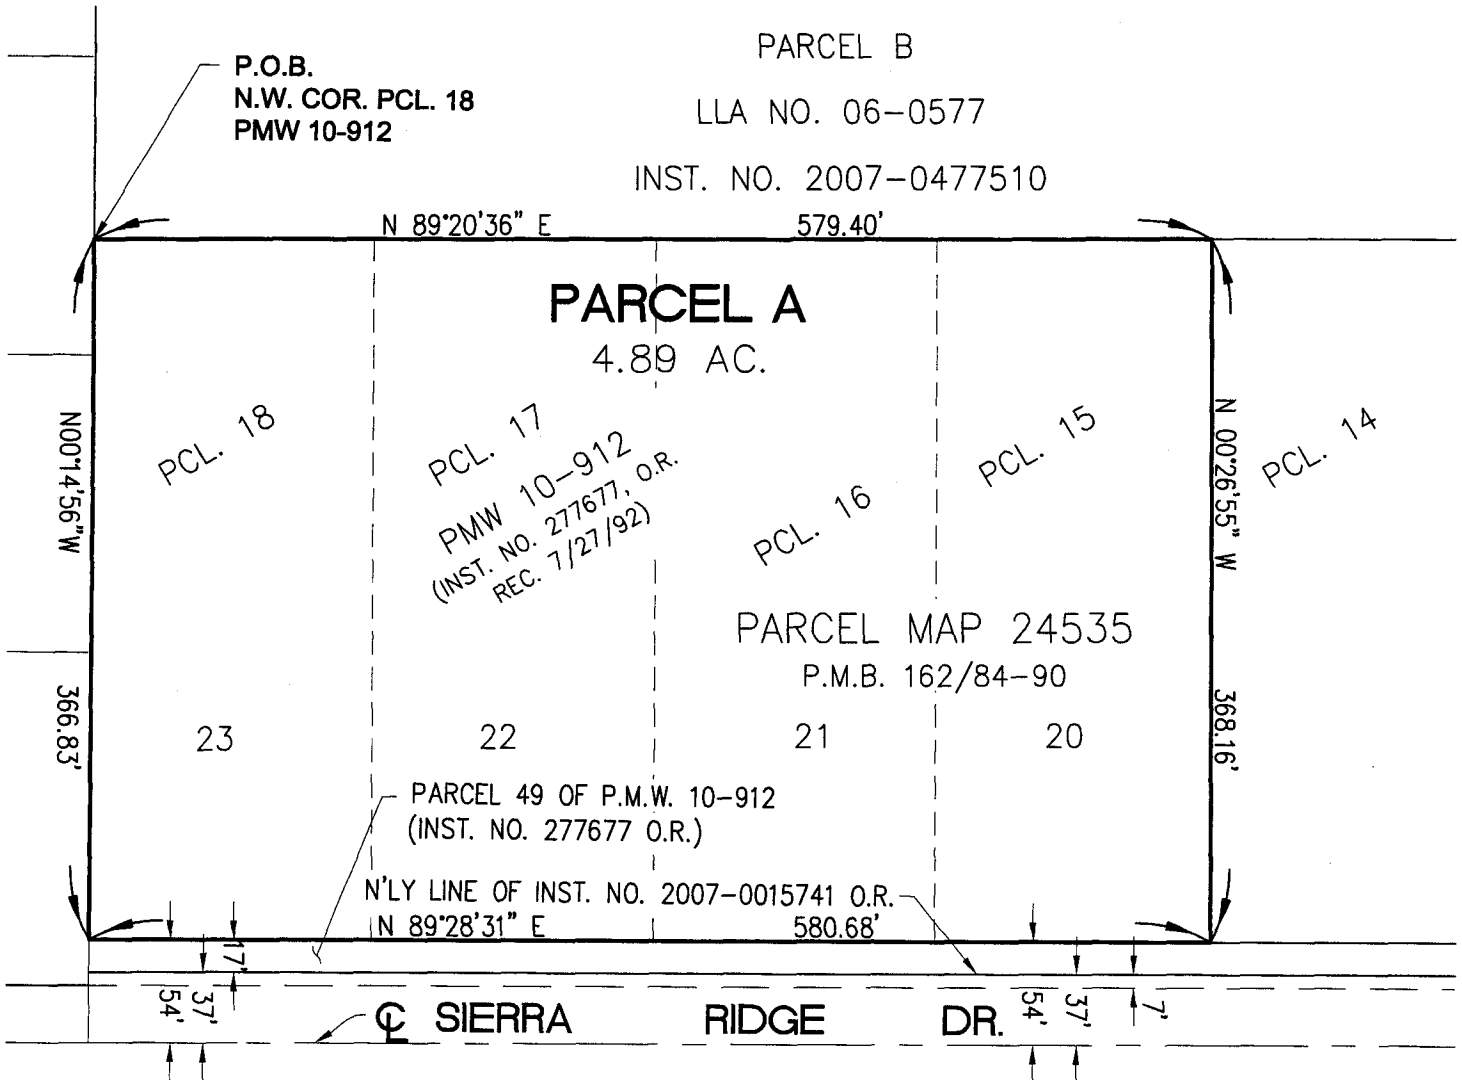 PARCEL B
P.O.B.
N.W. COR. PCL. 18
PMW 10-912
LLA NO. 06-0577
INST. NO. 2007-0477510
N 89°20'36" E 579.40'
PARCEL A
4.89 AC.
PCL. 18
PCL. 17
PMW 10-912
(INST. NO. 277677, O.R.
REC. 7/27/92)
PCL. 16
PCL. 15
PCL. 14
N00°14'56"W 366.83'
N 00°26'55" W 368.16'
PARCEL MAP 24535
P.M.B. 162/84-90
23
22
21
20
PARCEL 49 OF P.M.W. 10-912
(INST. NO. 277677 O.R.)
N'LY LINE OF INST. NO. 2007-0015741 O.R.
N 89°28'31" E 580.68'
17'
54'
37'
54'
37'
7'
℄ SIERRA RIDGE DR.